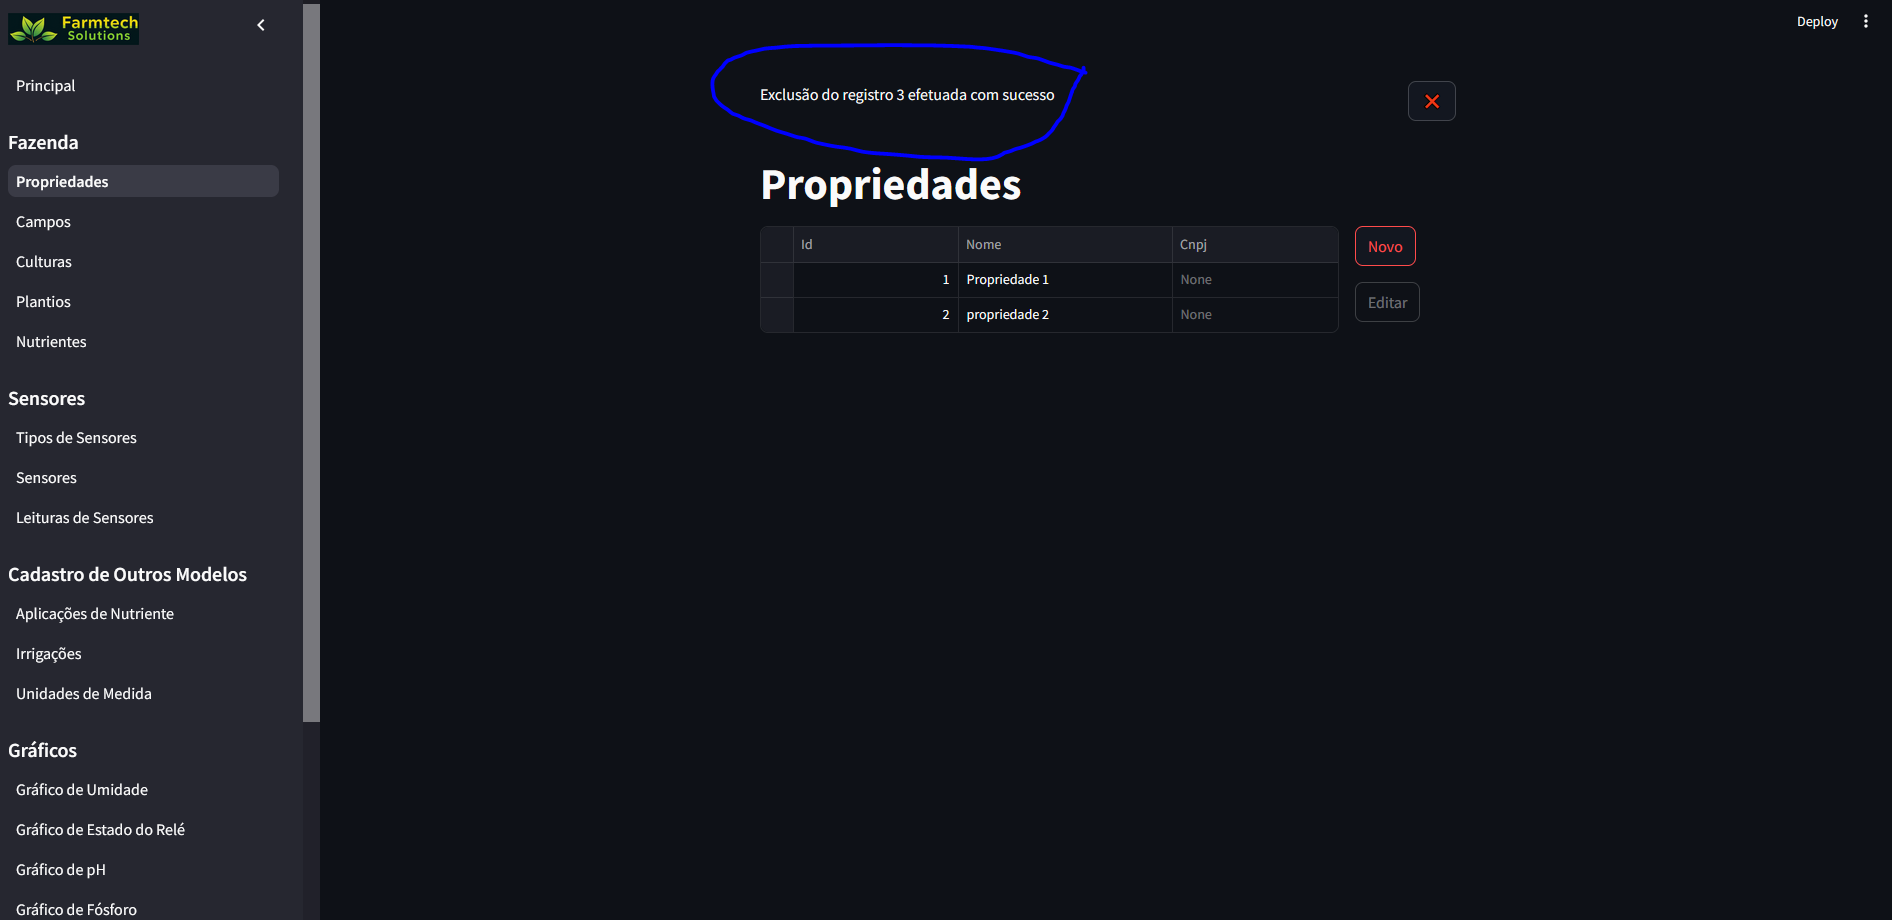 Farmtech
Solutions
Principal
Fazenda
Propriedades
Campos
Culturas
Plantios
Nutrientes
Sensores
Tipos de Sensores
Sensores
Leituras de Sensores
Cadastro de Outros Modelos
Aplicações de Nutriente
Irrigações
Unidades de Medida
Gráficos
Gráfico de Umidade
Gráfico de Estado do Relé
Gráfico de pH
Gráfico de Fósforo
Deploy
Exclusão do registro 3 efetuada com sucesso
Propriedades
Id Nome Cnpj
1 Propriedade 1 None
2 propriedade 2 None
Novo
Editar